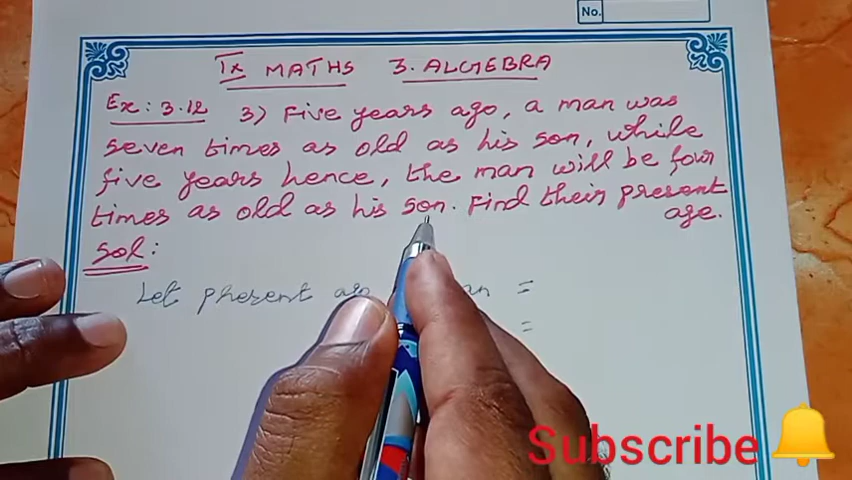 No.
IX MATHS 3. ALGEBRA
Ex: 3.12 3) Five years ago, a man was
seven times as old as his son, while
five years hence, the man will be four
times as old as his son. Find their present
age.
Sol:
Let present =
=
Subscribe